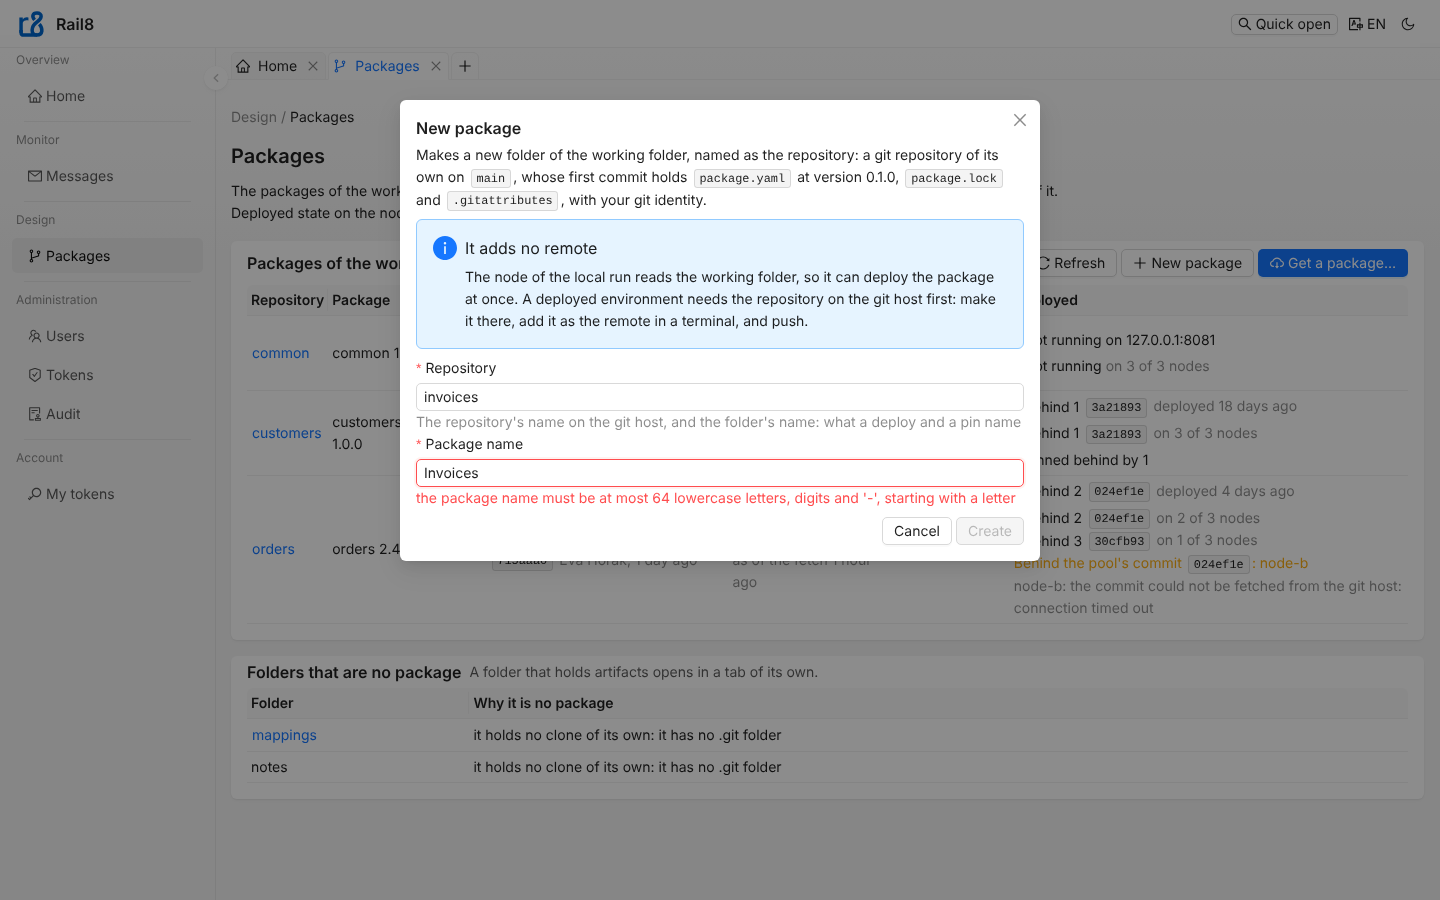 Rail8
Quick open
EN
Overview
Home
Monitor
Messages
Design
Packages
Administration
Users
Tokens
Audit
Account
My tokens
Home
Packages
Design / Packages
Packages
The packages of the work
f it.
Deployed state on the nod
Packages of the wor
Refresh
New package
Get a package...
Repository
Package
loyed
common
common 1
ot running on 127.0.0.1:8081
ot running on 3 of 3 nodes
customers
customers
1.0.0
ehind 1 3a21893 deployed 18 days ago
ehind 1 3a21893 on 3 of 3 nodes
nned behind by 1
orders
orders 2.4
ehind 2 024ef1e deployed 4 days ago
ehind 2 024ef1e on 2 of 3 nodes
ehind 3 30cfb93 on 1 of 3 nodes
Behind the pool's commit 024ef1e : node-b
node-b: the commit could not be fetched from the git host:
connection timed out
Eva Horak, 1 day ago
as of the fetch 1 hour
ago
New package
Makes a new folder of the working folder, named as the repository: a git repository of its
own on main , whose first commit holds package.yaml at version 0.1.0, package.lock
and .gitattributes , with your git identity.
It adds no remote
The node of the local run reads the working folder, so it can deploy the package
at once. A deployed environment needs the repository on the git host first: make
it there, add it as the remote in a terminal, and push.
* Repository
invoices
The repository's name on the git host, and the folder's name: what a deploy and a pin name
* Package name
Invoices
the package name must be at most 64 lowercase letters, digits and '-', starting with a letter
Cancel
Create
Folders that are no package
A folder that holds artifacts opens in a tab of its own.
Folder
Why it is no package
mappings
it holds no clone of its own: it has no .git folder
notes
it holds no clone of its own: it has no .git folder